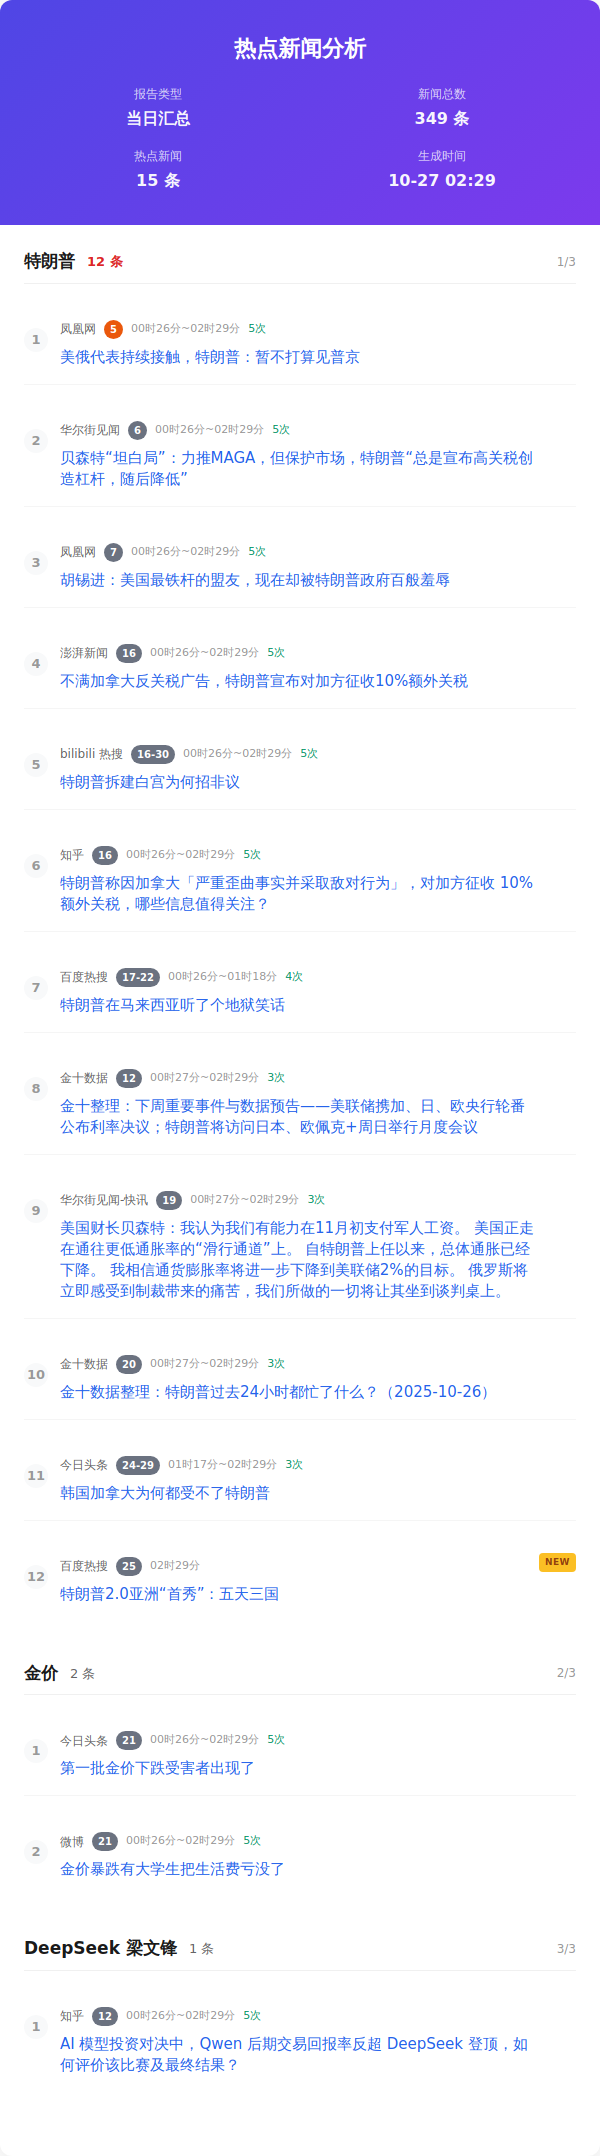 热点新闻分析
报告类型
新闻总数
当日汇总
349 条
热点新闻
生成时间
15 条
10-27 02:29
特朗普 12 条 1/3
1 凤凰网 5 00时26分~02时29分 5次
美俄代表持续接触，特朗普：暂不打算见普京
2 华尔街见闻 6 00时26分~02时29分 5次
贝森特“坦白局”：力推MAGA，但保护市场，特朗普“总是宣布高关税创
造杠杆，随后降低”
3 凤凰网 7 00时26分~02时29分 5次
胡锡进：美国最铁杆的盟友，现在却被特朗普政府百般羞辱
4 澎湃新闻 16 00时26分~02时29分 5次
不满加拿大反关税广告，特朗普宣布对加方征收10%额外关税
5 bilibili 热搜 16-30 00时26分~02时29分 5次
特朗普拆建白宫为何招非议
6 知乎 16 00时26分~02时29分 5次
特朗普称因加拿大「严重歪曲事实并采取敌对行为」，对加方征收 10%
额外关税，哪些信息值得关注？
7 百度热搜 17-22 00时26分~01时18分 4次
特朗普在马来西亚听了个地狱笑话
8 金十数据 12 00时27分~02时29分 3次
金十整理：下周重要事件与数据预告——美联储携加、日、欧央行轮番
公布利率决议；特朗普将访问日本、欧佩克+周日举行月度会议
9 华尔街见闻-快讯 19 00时27分~02时29分 3次
美国财长贝森特：我认为我们有能力在11月初支付军人工资。 美国正走
在通往更低通胀率的“滑行通道”上。 自特朗普上任以来，总体通胀已经
下降。 我相信通货膨胀率将进一步下降到美联储2%的目标。 俄罗斯将
立即感受到制裁带来的痛苦，我们所做的一切将让其坐到谈判桌上。
10 金十数据 20 00时27分~02时29分 3次
金十数据整理：特朗普过去24小时都忙了什么？（2025-10-26）
11 今日头条 24-29 01时17分~02时29分 3次
韩国加拿大为何都受不了特朗普
12 百度热搜 25 02时29分 NEW
特朗普2.0亚洲“首秀”：五天三国
金价 2 条 2/3
1 今日头条 21 00时26分~02时29分 5次
第一批金价下跌受害者出现了
2 微博 21 00时26分~02时29分 5次
金价暴跌有大学生把生活费亏没了
DeepSeek 梁文锋 1 条 3/3
1 知乎 12 00时26分~02时29分 5次
AI 模型投资对决中，Qwen 后期交易回报率反超 DeepSeek 登顶，如
何评价该比赛及最终结果？